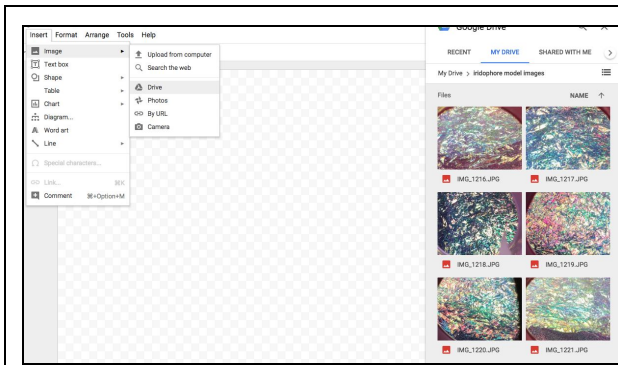 Insert Format Arrange Tools Help
Image
Text box
Shape
Table
Chart
Diagram...
Word art
Line
Special characters...
Link... ⌘K
Comment ⌘+Option+M
Upload from computer
Search the web
Drive
Photos
By URL
Camera
Google Drive
RECENT MY DRIVE SHARED WITH ME
My Drive > Iridophore model images
Files NAME
IMG_1216.JPG IMG_1217.JPG
IMG_1218.JPG IMG_1219.JPG
IMG_1220.JPG IMG_1221.JPG